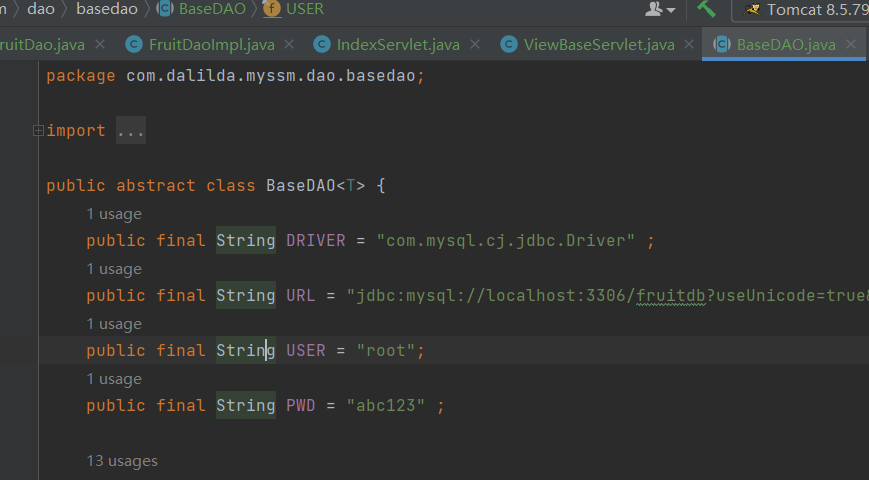 m dao basedao BaseDAO USER Tomcat 8.5.79
ruitDao.java FruitDaoImpl.java IndexServlet.java ViewBaseServlet.java BaseDAO.java
package com.dalilda.myssm.dao.basedao;
import ...
public abstract class BaseDAO<T> {
1 usage
public final String DRIVER = "com.mysql.cj.jdbc.Driver" ;
1 usage
public final String URL = "jdbc:mysql://localhost:3306/fruitdb?useUnicode=true&
1 usage
public final String USER = "root";
1 usage
public final String PWD = "abc123" ;
13 usages